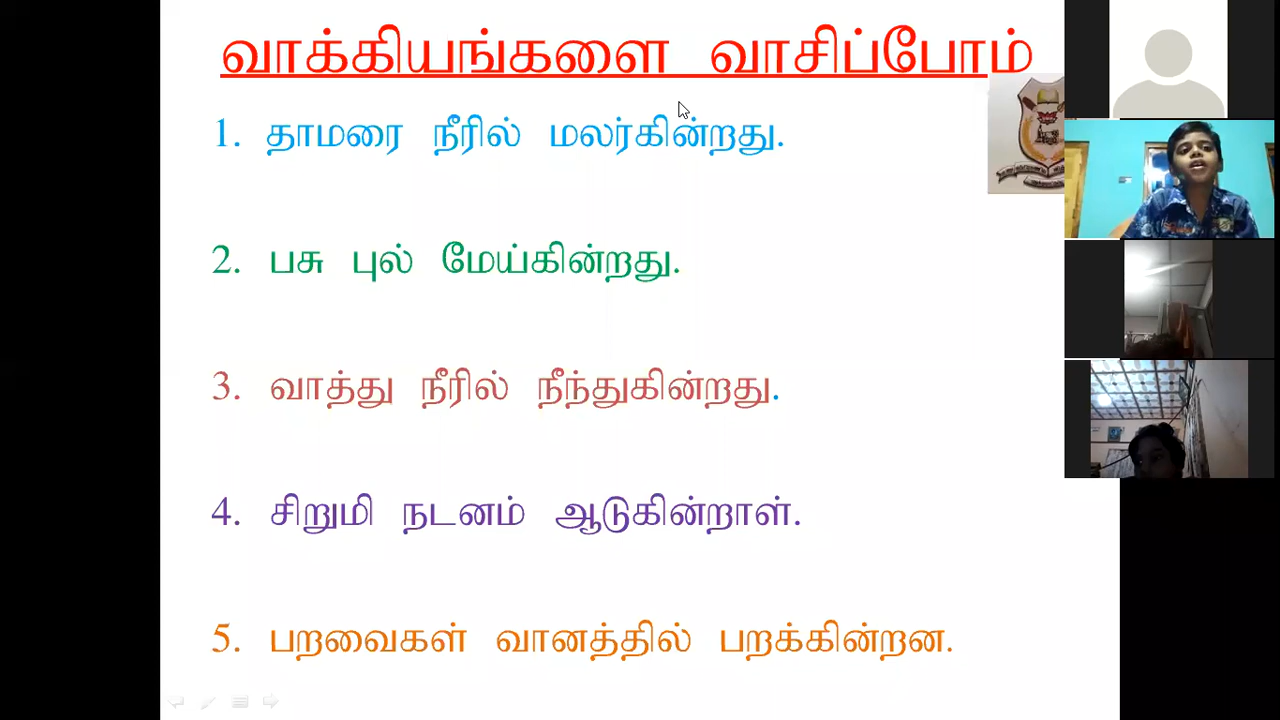 வாக்கியங்களை வாசிப்போம்
1. தாமரை நீரில் மலர்கின்றது.
2. பசு புல் மேய்கின்றது.
3. வாத்து நீரில் நீந்துகின்றது.
4. சிறுமி நடனம் ஆடுகின்றாள்.
5. பறவைகள் வானத்தில் பறக்கின்றன.